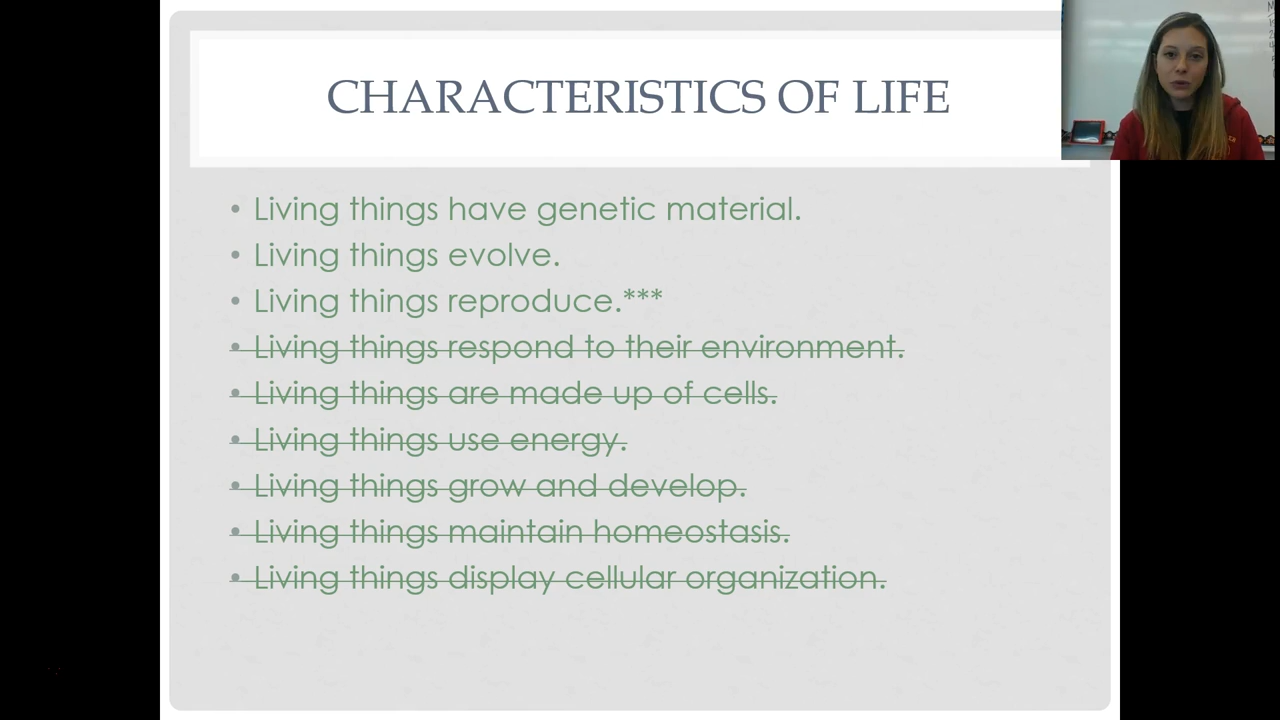 CHARACTERISTICS OF LIFE
• Living things have genetic material.
• Living things evolve.
• Living things reproduce.***
• Living things respond to their environment.
• Living things are made up of cells.
• Living things use energy.
• Living things grow and develop.
• Living things maintain homeostasis.
• Living things display cellular organization.